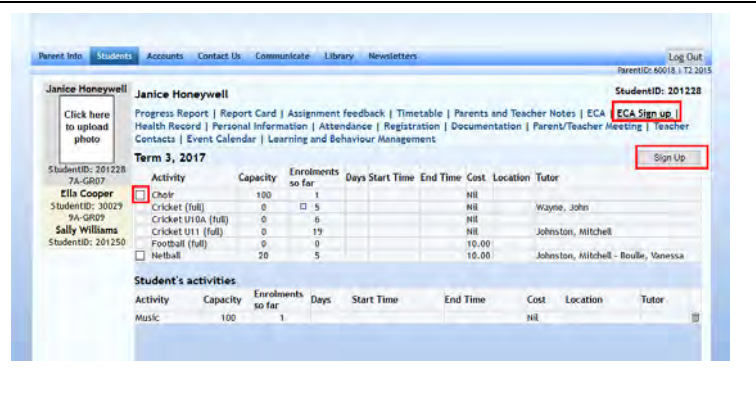 Parent Info Students Accounts Contact Us Communicate Library Newsletters Log Out
ParentID: 60018 | T2 2015
Janice Honeywell
Click here
to upload
photo
StudentID: 201228
7A-GR07
Ella Cooper
StudentID: 30029
9A-GR09
Sally Williams
StudentID: 201250
Janice Honeywell StudentID: 201228
Progress Report | Report Card | Assignment feedback | Timetable | Parents and Teacher Notes | ECA | ECA Sign up |
Health Record | Personal Information | Attendance | Registration | Documentation | Parent/Teacher Meeting | Teacher
Contacts | Event Calendar | Learning and Behaviour Management
Term 3, 2017 Sign Up
Activity Capacity Enrolments so far Days Start Time End Time Cost Location Tutor
Choir 100 1 Nil
Cricket (full) 0 5 Nil Wayne, John
Cricket U10A (full) 0 6 Nil
Cricket U11 (full) 0 19 Nil Johnston, Mitchell
Football (full) 0 0 10.00
Netball 20 5 10.00 Johnston, Mitchell - Boulle, Vanessa
Student's activities
Activity Capacity Enrolments so far Days Start Time End Time Cost Location Tutor
Music 100 1 Nil